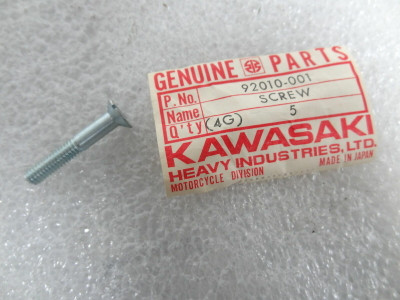 GENUINE PARTS
P. No. 92010-001
Name SCREW
Q'ty (4G) 5
KAWASAKI
HEAVY INDUSTRIES, LTD.
MOTORCYCLE DIVISION MADE IN JAPAN